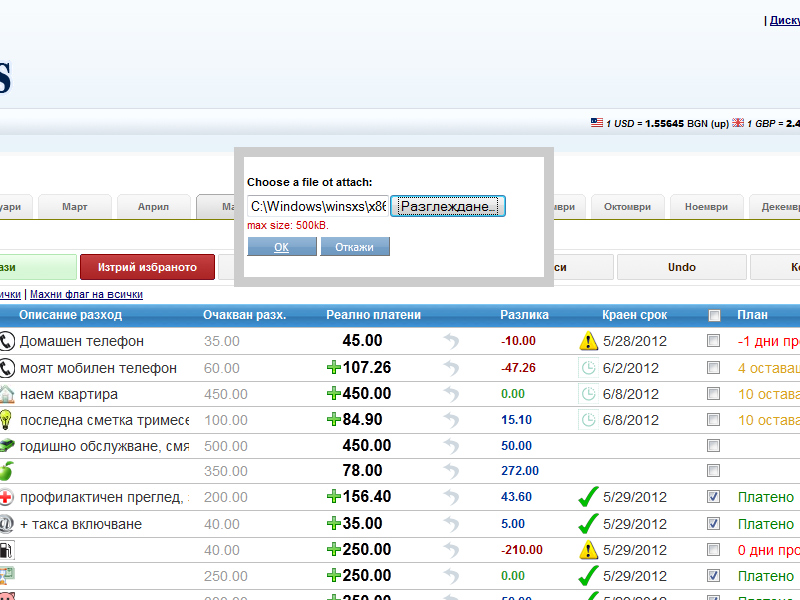 | Диску
s
1 USD = 1.55645 BGN (up) 1 GBP = 2.4
Choose a file ot attach:
C:\Windows\winsxs\x86 Разглеждане..
max size: 500kB.
OK Откажи
уари Март Април Ма ври Октомври Ноември Декемвр
ази Изтрий избраното си Undo Ко
ички | Махни флаг на всички
Описание разход Очакван разх. Реално платени Разлика Краен срок План
Домашен телефон 35.00 45.00 -10.00 5/28/2012 -1 дни про
моят мобилен телефон 60.00 107.26 -47.26 6/2/2012 4 оставащ
наем квартира 450.00 450.00 0.00 6/8/2012 10 остава
последна сметка тримесе 100.00 84.90 15.10 6/8/2012 10 остава
годишно обслужване, смя 500.00 450.00 50.00
350.00 78.00 272.00
профилактичен преглед, 200.00 156.40 43.60 5/29/2012 Платено
+ такса включване 40.00 35.00 5.00 5/29/2012 Платено
40.00 250.00 -210.00 5/29/2012 0 дни про
250.00 250.00 0.00 5/29/2012 Платено